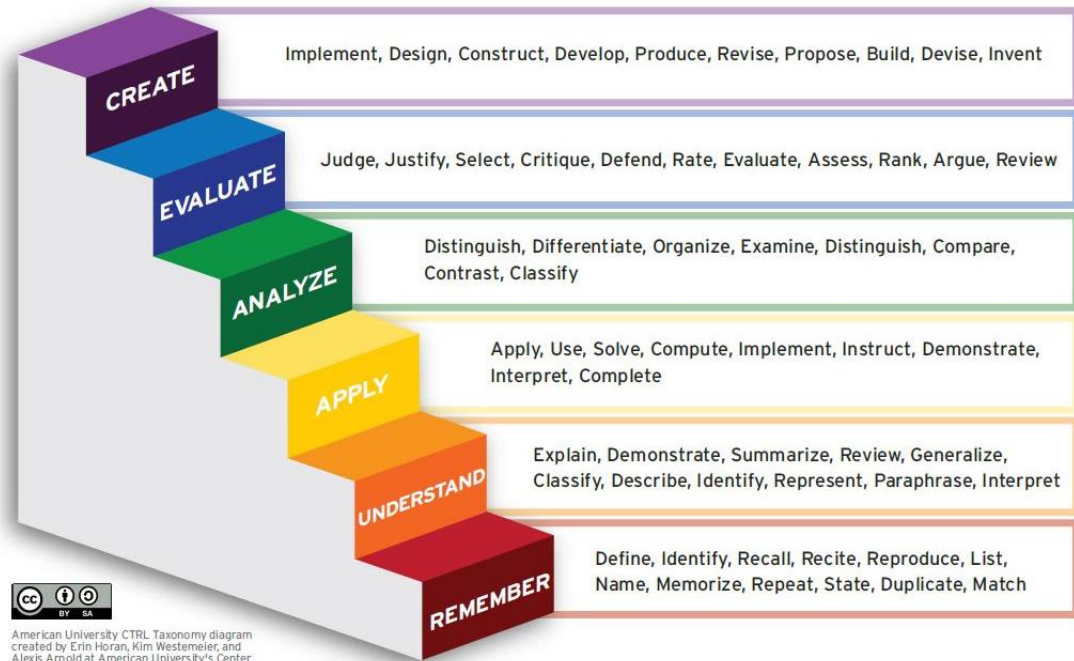 CREATE
Implement, Design, Construct, Develop, Produce, Revise, Propose, Build, Devise, Invent
EVALUATE
Judge, Justify, Select, Critique, Defend, Rate, Evaluate, Assess, Rank, Argue, Review
ANALYZE
Distinguish, Differentiate, Organize, Examine, Distinguish, Compare,
Contrast, Classify
APPLY
Apply, Use, Solve, Compute, Implement, Instruct, Demonstrate,
Interpret, Complete
UNDERSTAND
Explain, Demonstrate, Summarize, Review, Generalize,
Classify, Describe, Identify, Represent, Paraphrase, Interpret
REMEMBER
Define, Identify, Recall, Recite, Reproduce, List,
Name, Memorize, Repeat, State, Duplicate, Match
cc
BY SA
American University CTRL Taxonomy diagram
created by Erin Horan, Kim Westemeier, and
Alexis Arnold at American University's Center